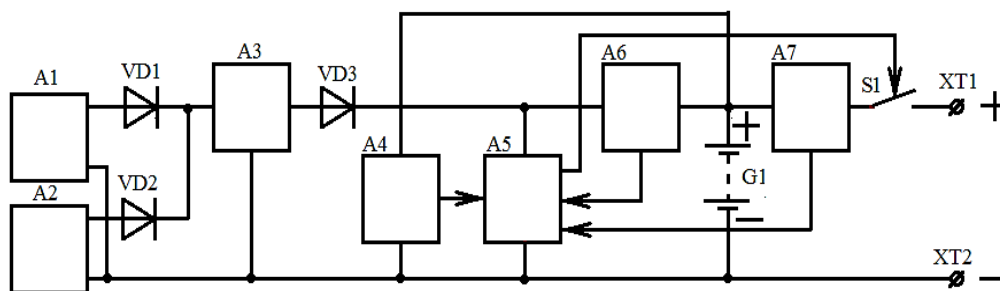 A1
VD1
A3
VD3
A6
A7
S1
XT1
+
A4
A5
+
G1
−
A2
VD2
XT2
−